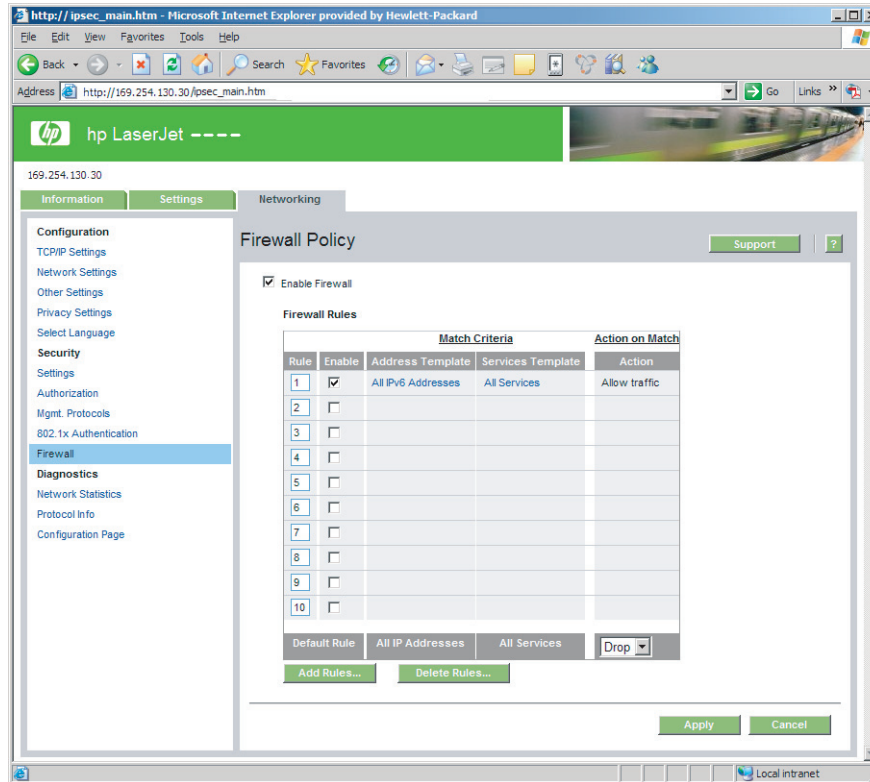 http:// ipsec_main.htm - Microsoft Internet Explorer provided by Hewlett-Packard
File Edit View Favorites Tools Help
Back Search Favorites
Address http://169.254.130.30/ipsec_main.htm Go Links »
hp hp LaserJet ––––
169.254.130.30
Information Settings Networking
Configuration
TCP/IP Settings
Network Settings
Other Settings
Privacy Settings
Select Language
Security
Settings
Authorization
Mgmt. Protocols
802.1x Authentication
Firewall
Diagnostics
Network Statistics
Protocol Info
Configuration Page
Firewall Policy
Support ?
Enable Firewall
Firewall Rules
Match Criteria Action on Match
Rule Enable Address Template Services Template Action
1 All IPv6 Addresses All Services Allow traffic
2
3
4
5
6
7
8
9
10
Default Rule All IP Addresses All Services Drop
Add Rules... Delete Rules...
Apply Cancel
Local intranet